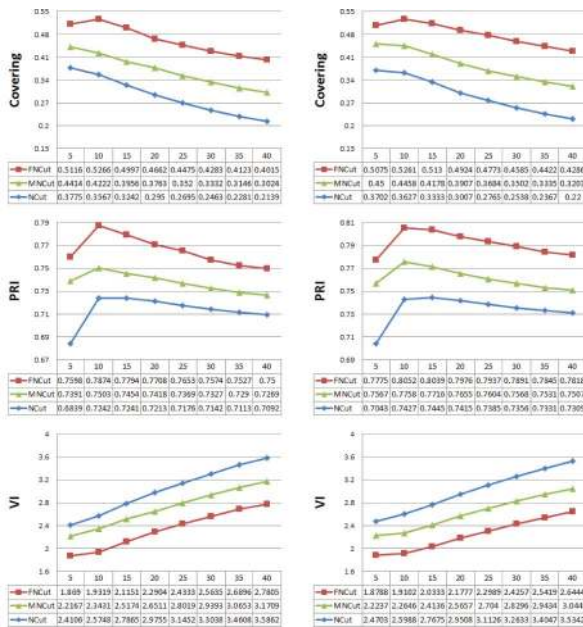 Covering
0.55
0.48
0.41
0.34
0.27
0.2
0.15
5 10 15 20 25 30 35 40
FNCut 0.5116 0.5266 0.4997 0.4662 0.4475 0.4283 0.4123 0.4015
MNCut 0.4414 0.4222 0.3956 0.3763 0.352 0.3332 0.3146 0.3024
NCut 0.3775 0.3567 0.3242 0.295 0.2695 0.2463 0.2281 0.2139
Covering
0.55
0.48
0.41
0.34
0.27
0.2
0.15
5 10 15 20 25 30 35 40
FNCut 0.5075 0.5261 0.513 0.4924 0.4773 0.4585 0.4422 0.4286
MNCut 0.45 0.4458 0.4178 0.3907 0.3684 0.3502 0.3335 0.3201
NCut 0.3702 0.3627 0.3333 0.3007 0.2765 0.2538 0.2367 0.22
PRI
0.79
0.75
0.71
0.67
5 10 15 20 25 30 35 40
FNCut 0.7598 0.7874 0.7794 0.7708 0.7653 0.7574 0.7527 0.75
MNCut 0.7391 0.7503 0.7454 0.7418 0.7369 0.7327 0.729 0.7269
NCut 0.6839 0.7242 0.7241 0.7213 0.7176 0.7142 0.7113 0.7092
PRI
0.81
0.77
0.73
0.69
5 10 15 20 25 30 35 40
FNCut 0.7775 0.8052 0.8039 0.7976 0.7937 0.7891 0.7845 0.7818
MNCut 0.7567 0.7758 0.7716 0.7655 0.7604 0.7568 0.7531 0.7507
NCut 0.7043 0.7427 0.7445 0.7415 0.7385 0.7356 0.7331 0.7309
VI
4
3.4
2.8
2.2
1.6
5 10 15 20 25 30 35 40
FNCut 1.869 1.9319 2.1151 2.2904 2.4333 2.5635 2.6896 2.7805
MNCut 2.2167 2.3431 2.5174 2.6511 2.8019 2.9393 3.0653 3.1709
NCut 2.4106 2.5748 2.7865 2.9755 3.1452 3.3038 3.4608 3.5862
VI
4
3.4
2.8
2.2
1.6
5 10 15 20 25 30 35 40
FNCut 1.8788 1.9102 2.0333 2.1777 2.2989 2.4257 2.5419 2.6444
MNCut 2.2237 2.2646 2.4136 2.5657 2.704 2.8296 2.9434 3.044
NCut 2.4703 2.5988 2.7675 2.9508 3.1126 3.2633 3.4047 3.534